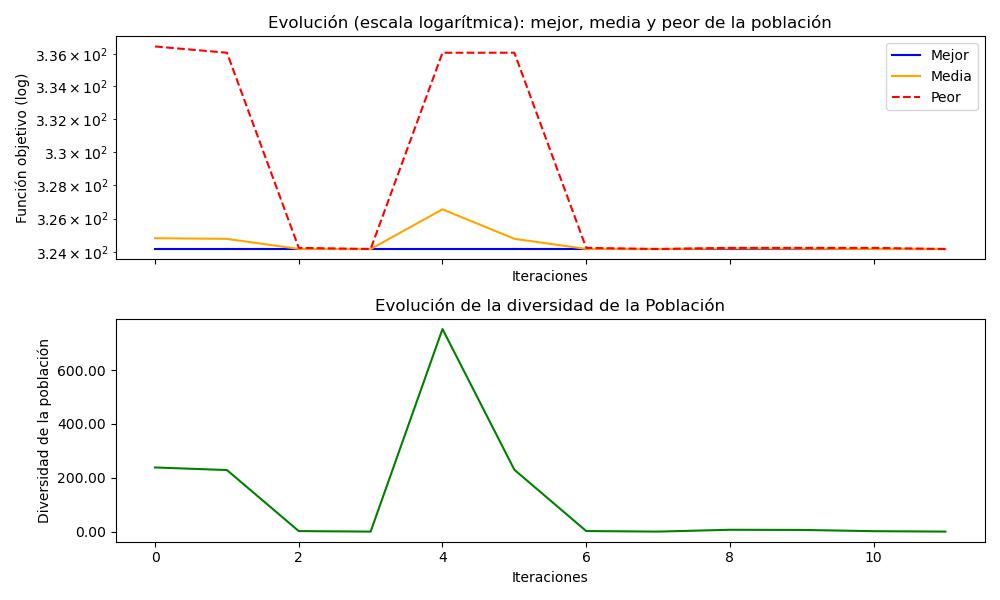 Evolución (escala logarítmica): mejor, media y peor de la población
Función objetivo (log)
3.36 × 10²
3.34 × 10²
3.32 × 10²
3.3 × 10²
3.28 × 10²
3.26 × 10²
3.24 × 10²
Mejor
Media
Peor
Iteraciones
Evolución de la diversidad de la Población
Diversidad de la población
600.00
400.00
200.00
0.00
0 2 4 6 8 10
Iteraciones